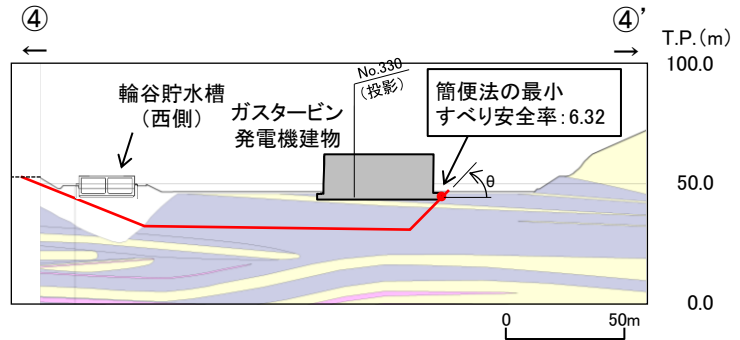 ④
④’
T.P.(m)
100.0
No.330
(投影)
輪谷貯水槽
(西側)
ガスタービン
発電機建物
簡便法の最小
すべり安全率:6.32
θ
50.0
0.0
0
50m